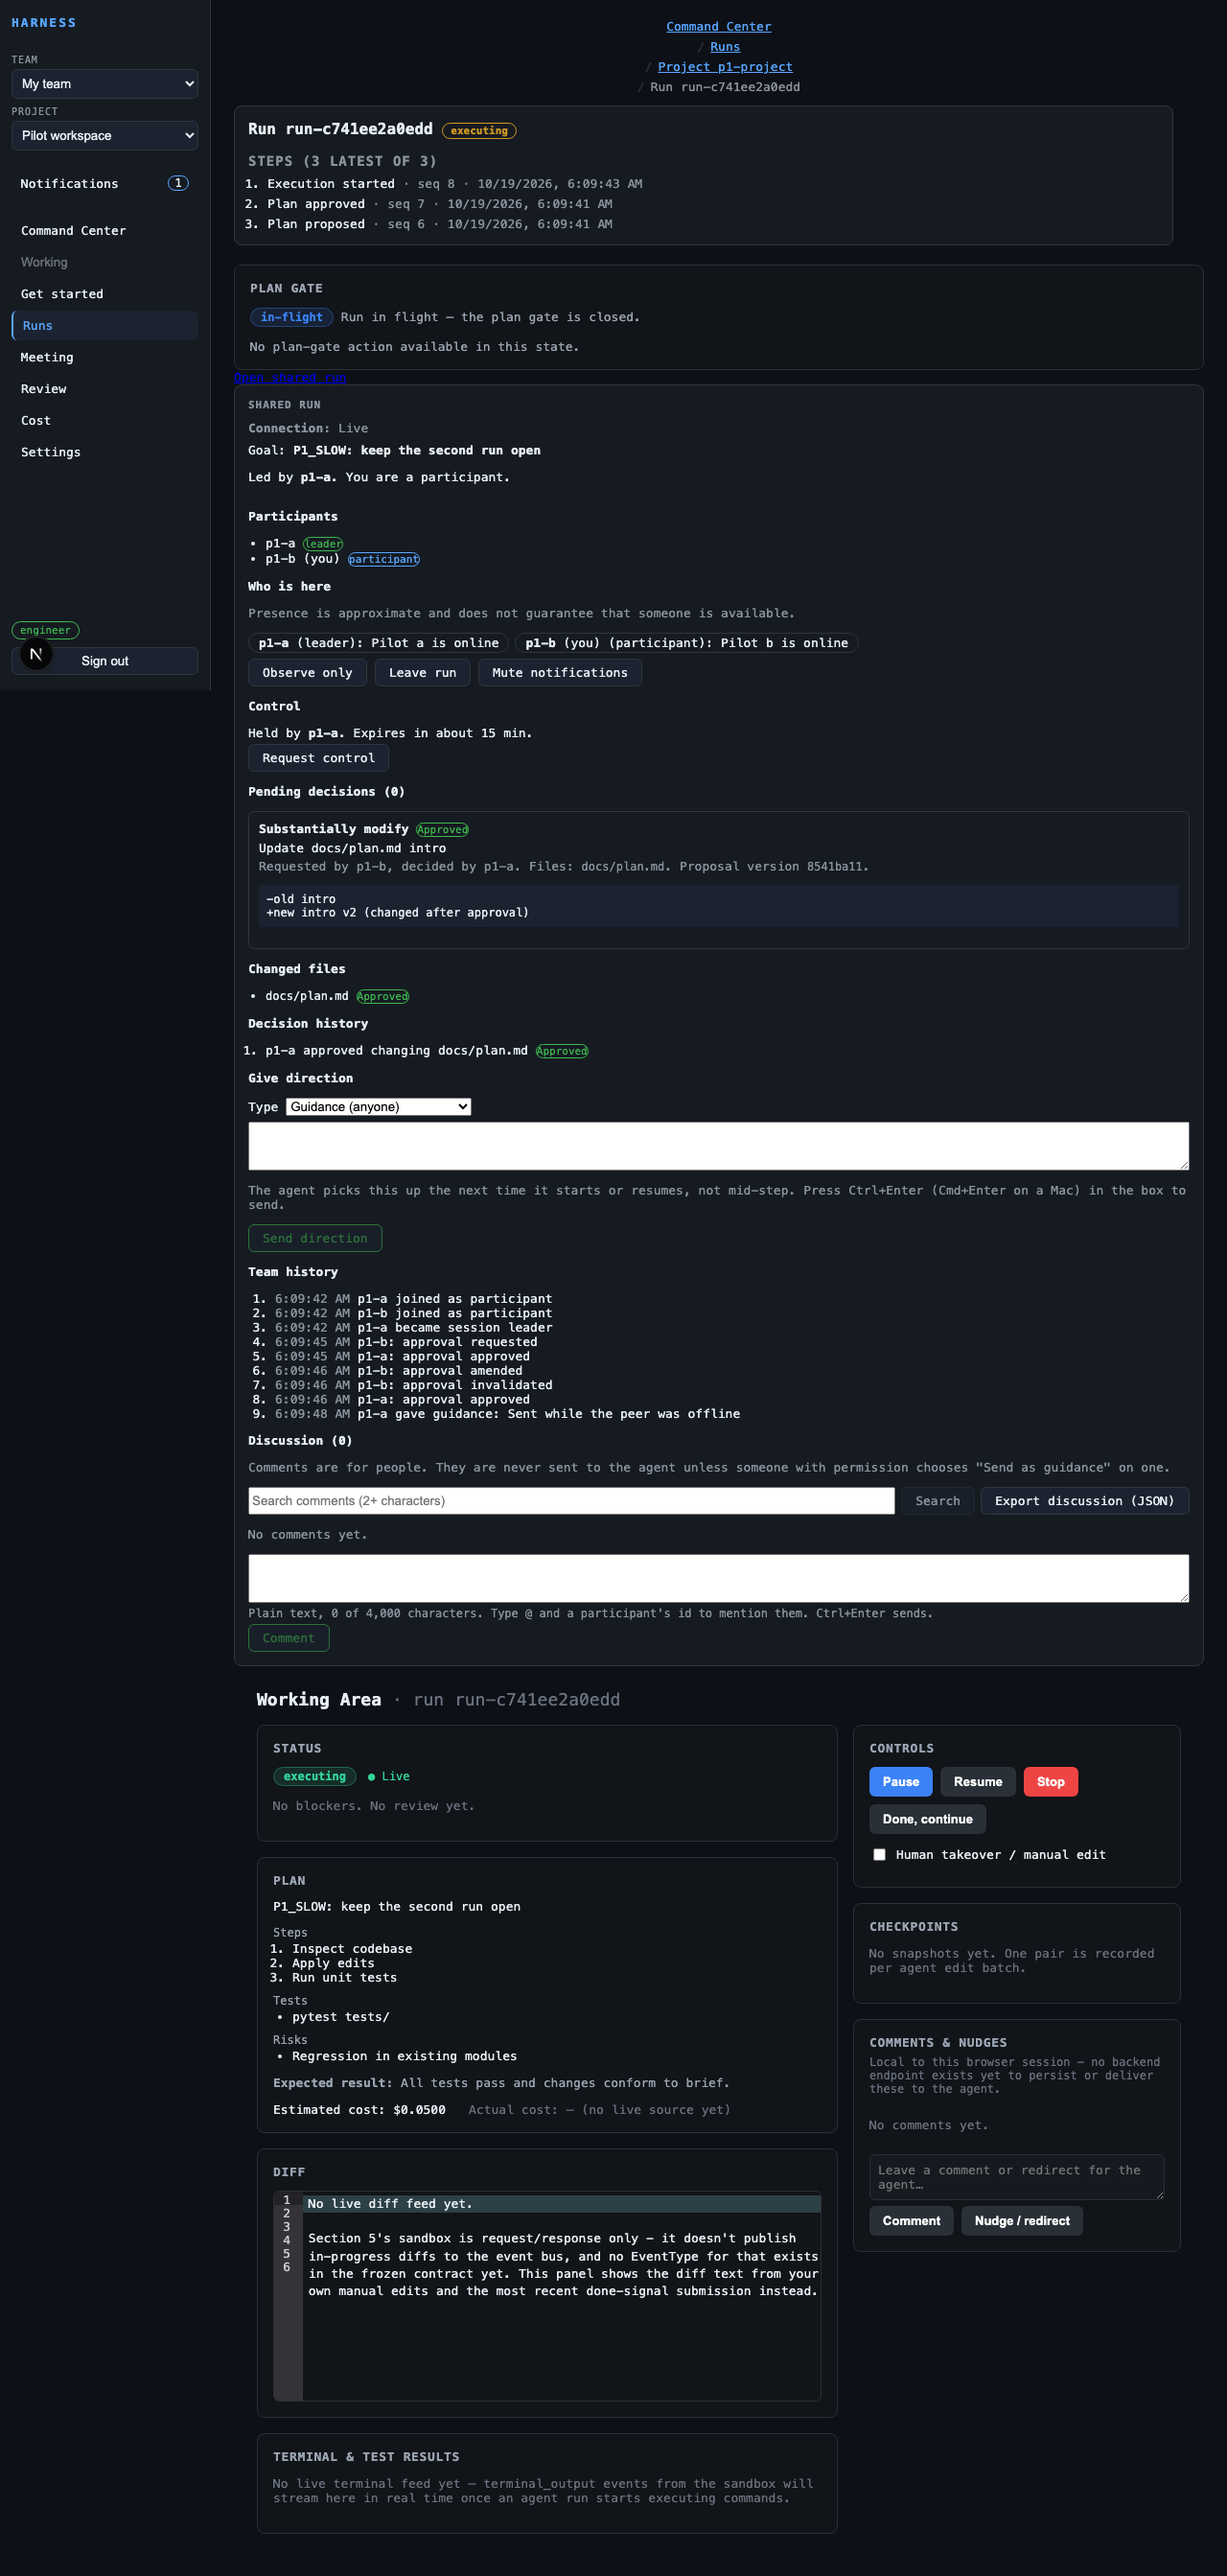 HARNESS
TEAM
My team
PROJECT
Pilot workspace
Notifications 1
Command Center
Working
Get started
Runs
Meeting
Review
Cost
Settings
engineer
N
Sign out
Command Center
/ Runs
/ Project p1-project
/ Run run-c741ee2a0edd
Run run-c741ee2a0edd executing
STEPS (3 LATEST OF 3)
1. Execution started · seq 8 · 10/19/2026, 6:09:43 AM
2. Plan approved · seq 7 · 10/19/2026, 6:09:41 AM
3. Plan proposed · seq 6 · 10/19/2026, 6:09:41 AM
PLAN GATE
in-flight Run in flight — the plan gate is closed.
No plan-gate action available in this state.
Open shared run
SHARED RUN
Connection: Live
Goal: P1_SLOW: keep the second run open
Led by p1-a. You are a participant.
Participants
• p1-a leader
• p1-b (you) participant
Who is here
Presence is approximate and does not guarantee that someone is available.
p1-a (leader): Pilot a is online p1-b (you) (participant): Pilot b is online
Observe only Leave run Mute notifications
Control
Held by p1-a. Expires in about 15 min.
Request control
Pending decisions (0)
Substantially modify Approved
Update docs/plan.md intro
Requested by p1-b, decided by p1-a. Files: docs/plan.md. Proposal version 8541ba11.
-old intro
+new intro v2 (changed after approval)
Changed files
• docs/plan.md Approved
Decision history
1. p1-a approved changing docs/plan.md Approved
Give direction
Type Guidance (anyone)
The agent picks this up the next time it starts or resumes, not mid-step. Press Ctrl+Enter (Cmd+Enter on a Mac) in the box to
send.
Send direction
Team history
1. 6:09:42 AM p1-a joined as participant
2. 6:09:42 AM p1-b joined as participant
3. 6:09:42 AM p1-a became session leader
4. 6:09:45 AM p1-b: approval requested
5. 6:09:45 AM p1-a: approval approved
6. 6:09:46 AM p1-b: approval amended
7. 6:09:46 AM p1-b: approval invalidated
8. 6:09:46 AM p1-a: approval approved
9. 6:09:48 AM p1-a gave guidance: Sent while the peer was offline
Discussion (0)
Comments are for people. They are never sent to the agent unless someone with permission chooses "Send as guidance" on one.
Search comments (2+ characters) Search Export discussion (JSON)
No comments yet.
Plain text, 0 of 4,000 characters. Type @ and a participant's id to mention them. Ctrl+Enter sends.
Comment
Working Area · run run-c741ee2a0edd
STATUS
executing ● Live
No blockers. No review yet.
PLAN
P1_SLOW: keep the second run open
Steps
1. Inspect codebase
2. Apply edits
3. Run unit tests
Tests
• pytest tests/
Risks
• Regression in existing modules
Expected result: All tests pass and changes conform to brief.
Estimated cost: $0.0500 Actual cost: — (no live source yet)
DIFF
1
2
3
4
5
6
No live diff feed yet.
Section 5's sandbox is request/response only — it doesn't publish
in-progress diffs to the event bus, and no EventType for that exists
in the frozen contract yet. This panel shows the diff text from your
own manual edits and the most recent done-signal submission instead.
TERMINAL & TEST RESULTS
No live terminal feed yet — terminal_output events from the sandbox will
stream here in real time once an agent run starts executing commands.
CONTROLS
Pause Resume Stop
Done, continue
Human takeover / manual edit
CHECKPOINTS
No snapshots yet. One pair is recorded
per agent edit batch.
COMMENTS & NUDGES
Local to this browser session — no backend
endpoint exists yet to persist or deliver
these to the agent.
No comments yet.
Leave a comment or redirect for the
agent…
Comment Nudge / redirect